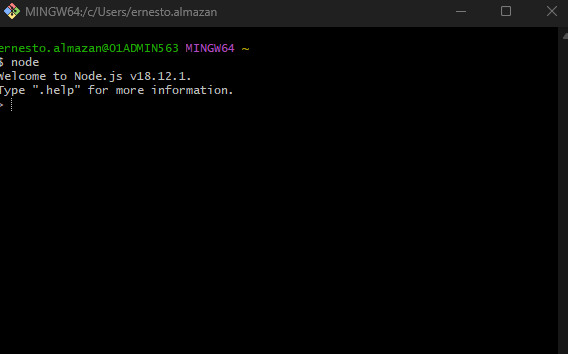 MINGW64:/c/Users/ernesto.almazan
ernesto.almazan@01ADMIN563 MINGW64 ~
$ node
Welcome to Node.js v18.12.1.
Type ".help" for more information.
>